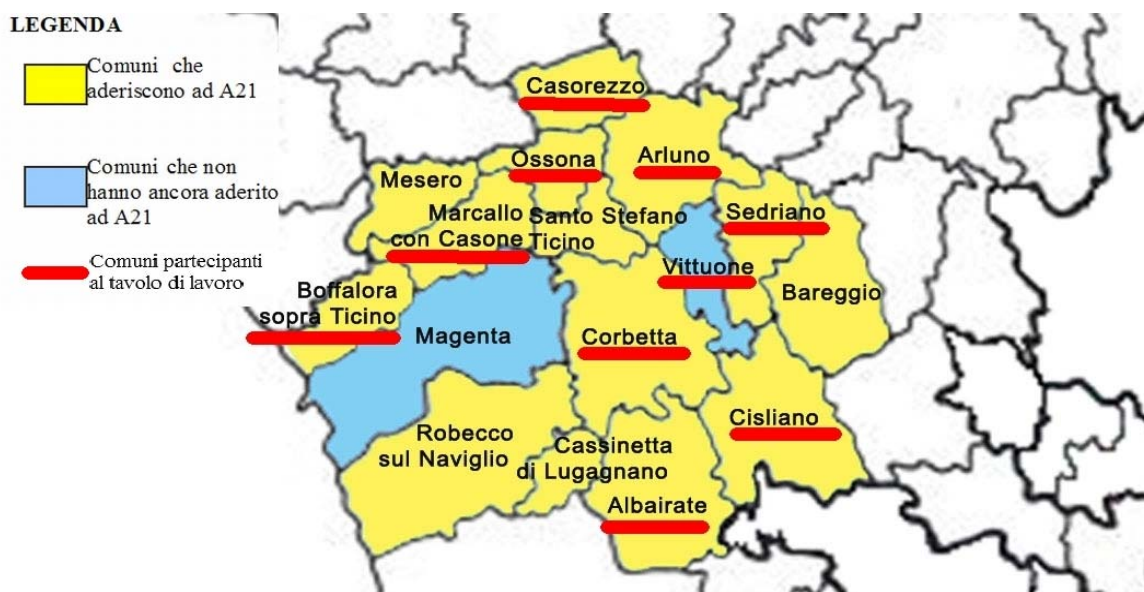 LEGENDA
Comuni che
aderiscono ad A21
Comuni che non
hanno ancora aderito
ad A21
Comuni partecipanti
al tavolo di lavoro
Casorezzo
Ossona
Arluno
Mesero
Marcallo
con Casone
Santo Stefano
Ticino
Sedriano
Vittuone
Bareggio
Boffalora
sopra Ticino
Magenta
Corbetta
Cisliano
Robecco
sul Naviglio
Cassinetta
di Lugagnano
Albairate